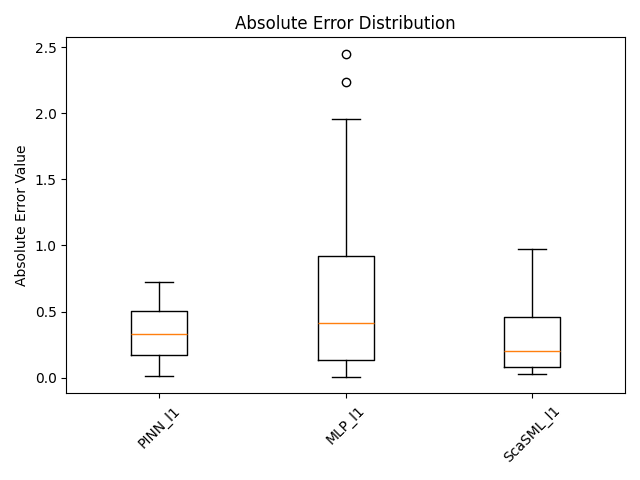 Absolute Error Distribution
Absolute Error Value
2.5
2.0
1.5
1.0
0.5
0.0
PINN_l1
MLP_l1
ScaSML_l1